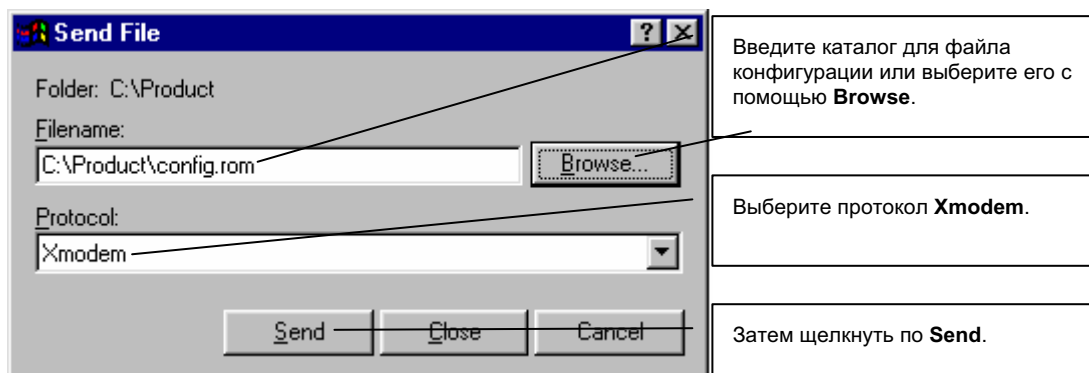 Send File
Folder: C:\Product
Filename:
C:\Product\config.rom
Browse...
Protocol:
Xmodem
Send
Close
Cancel
Введите каталог для файла
конфигурации или выберите его с
помощью Browse.
Выберите протокол Xmodem.
Затем щелкнуть по Send.